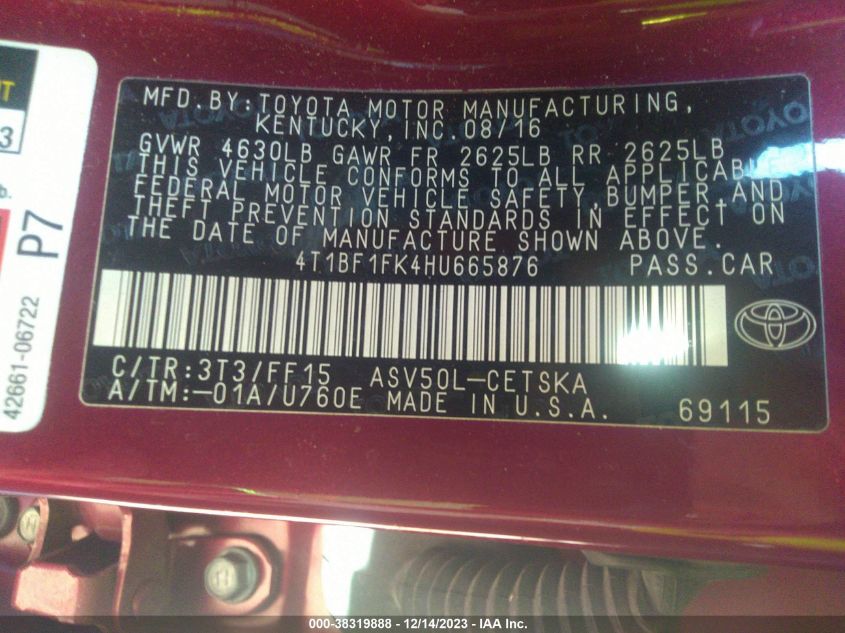 MFD.BY:TOYOTA MOTOR MANUFACTURING,
KENTUCKY,INC.08/16
GVWR 4630LB GAWR FR 2625LB RR 2625LB
THIS VEHICLE CONFORMS TO ALL APPLICABLE
FEDERAL MOTOR VEHICLE SAFETY,BUMPER,AND
THEFT PREVENTION STANDARDS IN EFFECT ON
THE DATE OF MANUFACTURE SHOWN ABOVE.
4T1BF1FK4HU665876 PASS.CAR
C/TR:3T3/FF15 ASV50L-CETSKA
A/TM:-01A/U760E MADE IN U.S.A. 69115
P7
42661-06722
3
TOYOTA
000-38319888 - 12/14/2023 - IAA Inc.